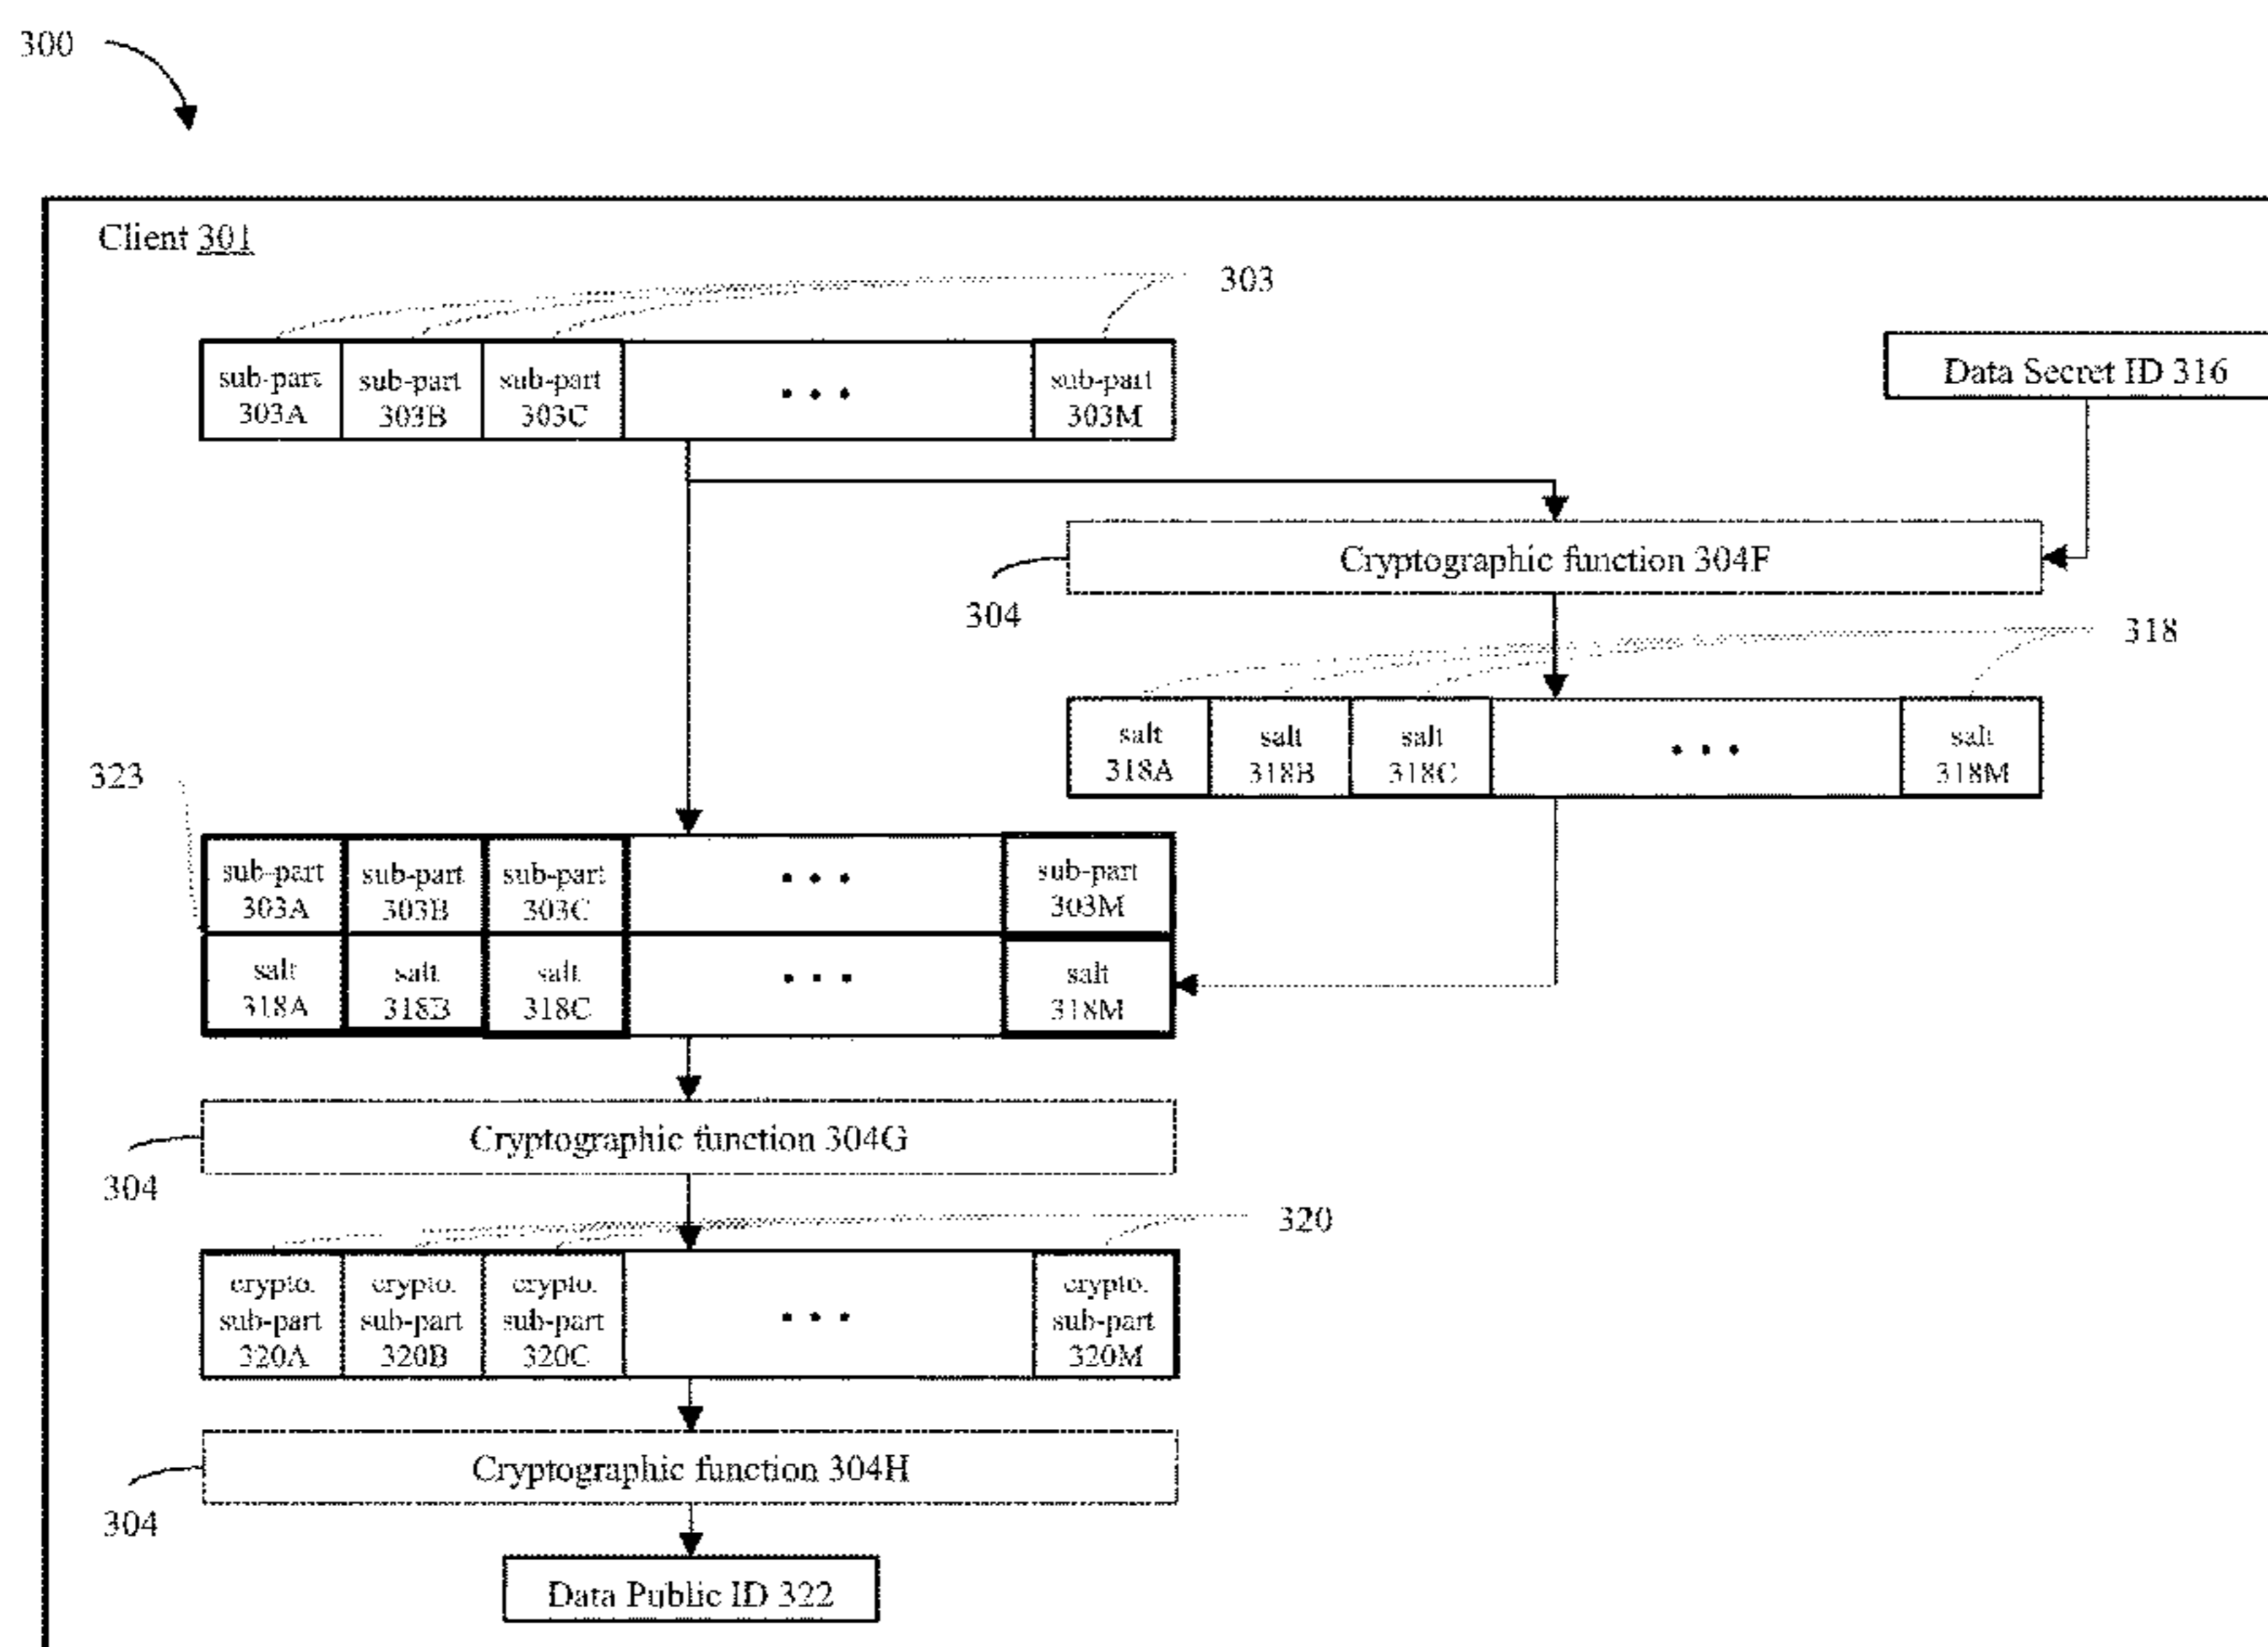 300
Client 301
303
sub-part
303A
sub-part
303B
sub-part
303C
• • •
sub-part
303M
Data Secret ID 316
Cryptographic function 304F
304
318
salt
318A
salt
318B
salt
318C
• • •
salt
318M
323
sub-part
303A
sub-part
303B
sub-part
303C
• • •
sub-part
303M
salt
318A
salt
318B
salt
318C
• • •
salt
318M
Cryptographic function 304G
304
320
crypto.
sub-part
320A
crypto.
sub-part
320B
crypto.
sub-part
320C
• • •
crypto.
sub-part
320M
Cryptographic function 304H
304
Data Public ID 322